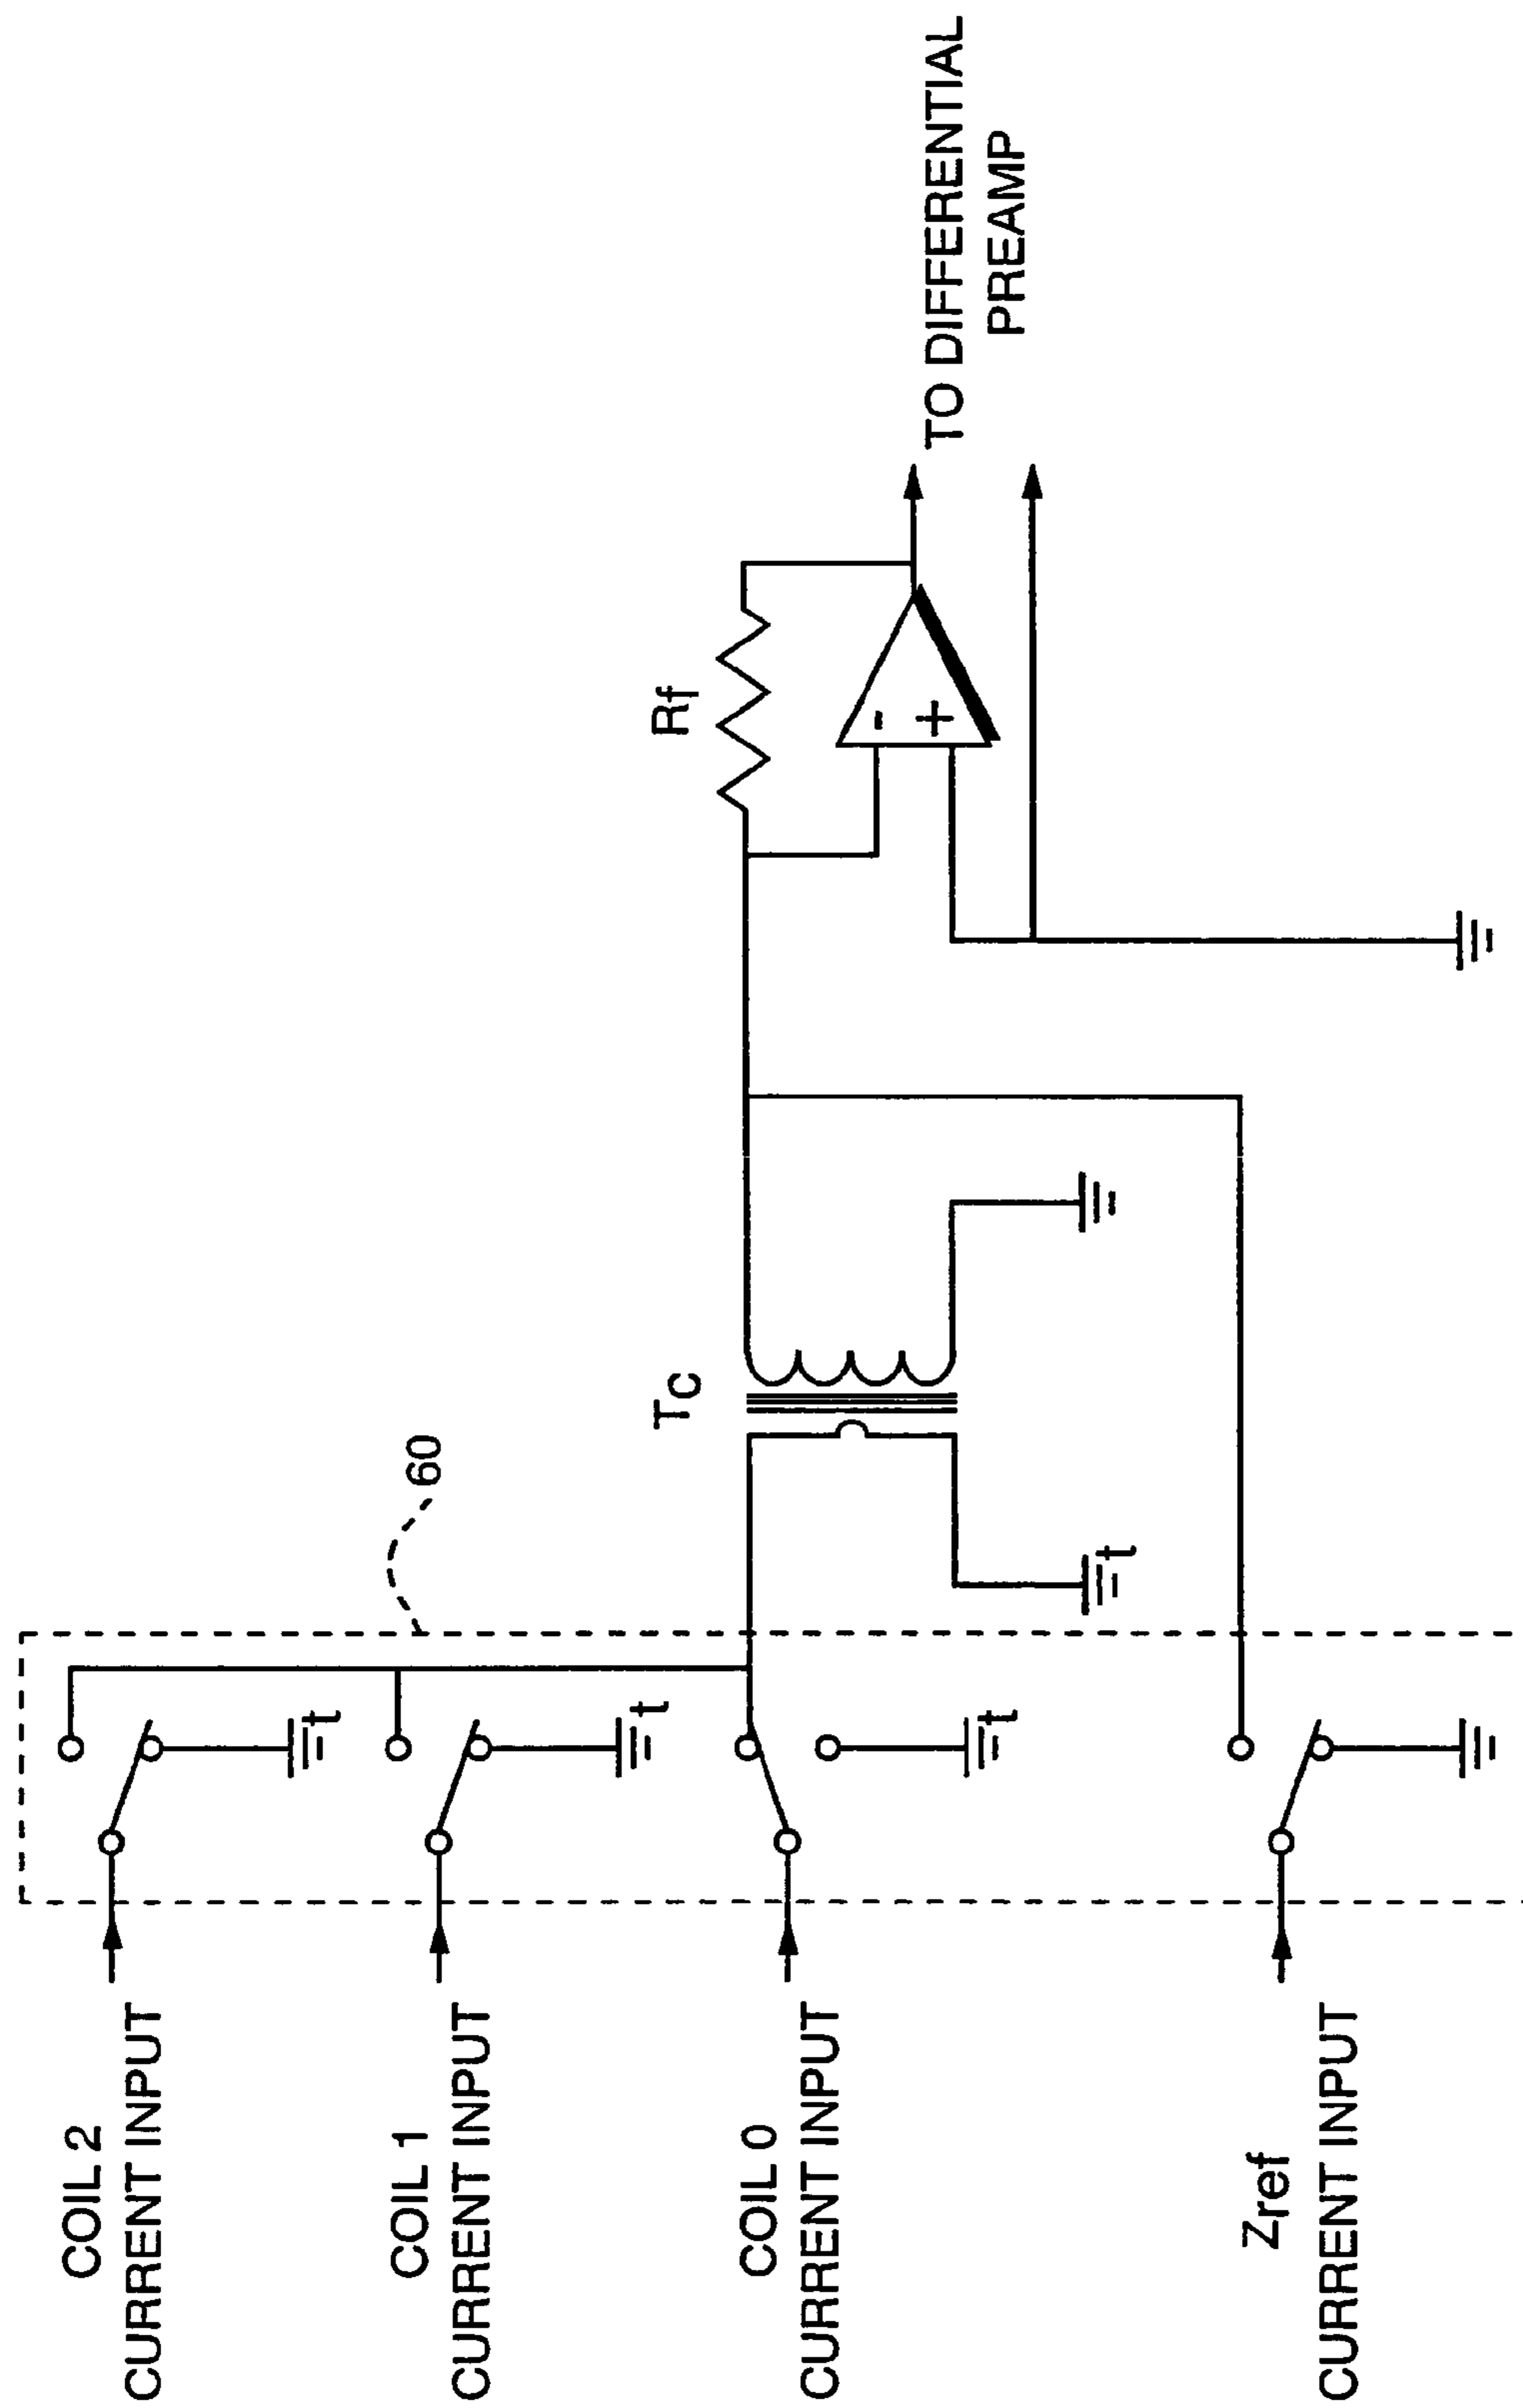 COIL 2
CURRENT INPUT
COIL 1
CURRENT INPUT
COIL 0
CURRENT INPUT
Zref
CURRENT INPUT
60
t
t
t
t
Tc
Rf
-
+
TO DIFFERENTIAL
PREAMP